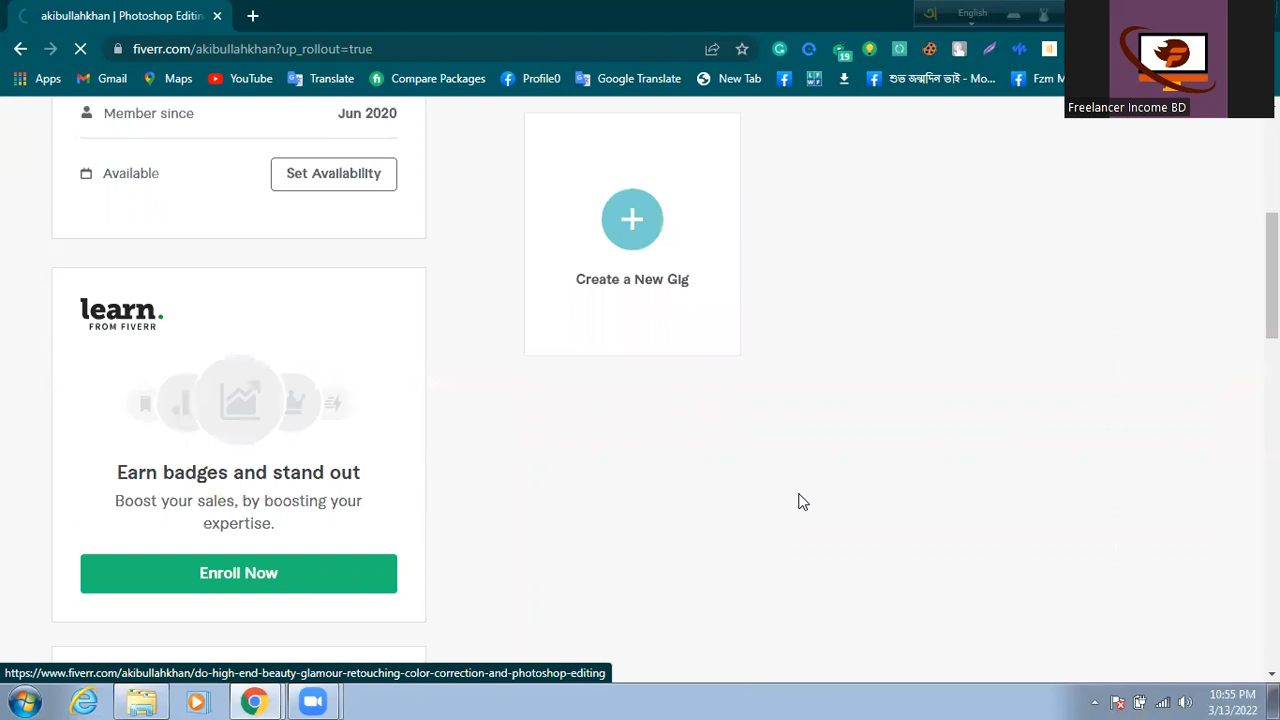 akibullahkhan | Photoshop Editin
English
fiverr.com/akibullahkhan?up_rollout=true
19
Apps
Gmail
Maps
YouTube
Translate
Compare Packages
Profile0
Google Translate
New Tab
শুভ জন্মদিন ভাই - Mo...
Fzm M
Freelancer Income BD
Member since
Jun 2020
Available
Set Availability
Create a New Gig
learn.
FROM FIVERR
Earn badges and stand out
Boost your sales, by boosting your
expertise.
Enroll Now
https://www.fiverr.com/akibullahkhan/do-high-end-beauty-glamour-retouching-color-correction-and-photoshop-editing
10:55 PM
3/13/2022